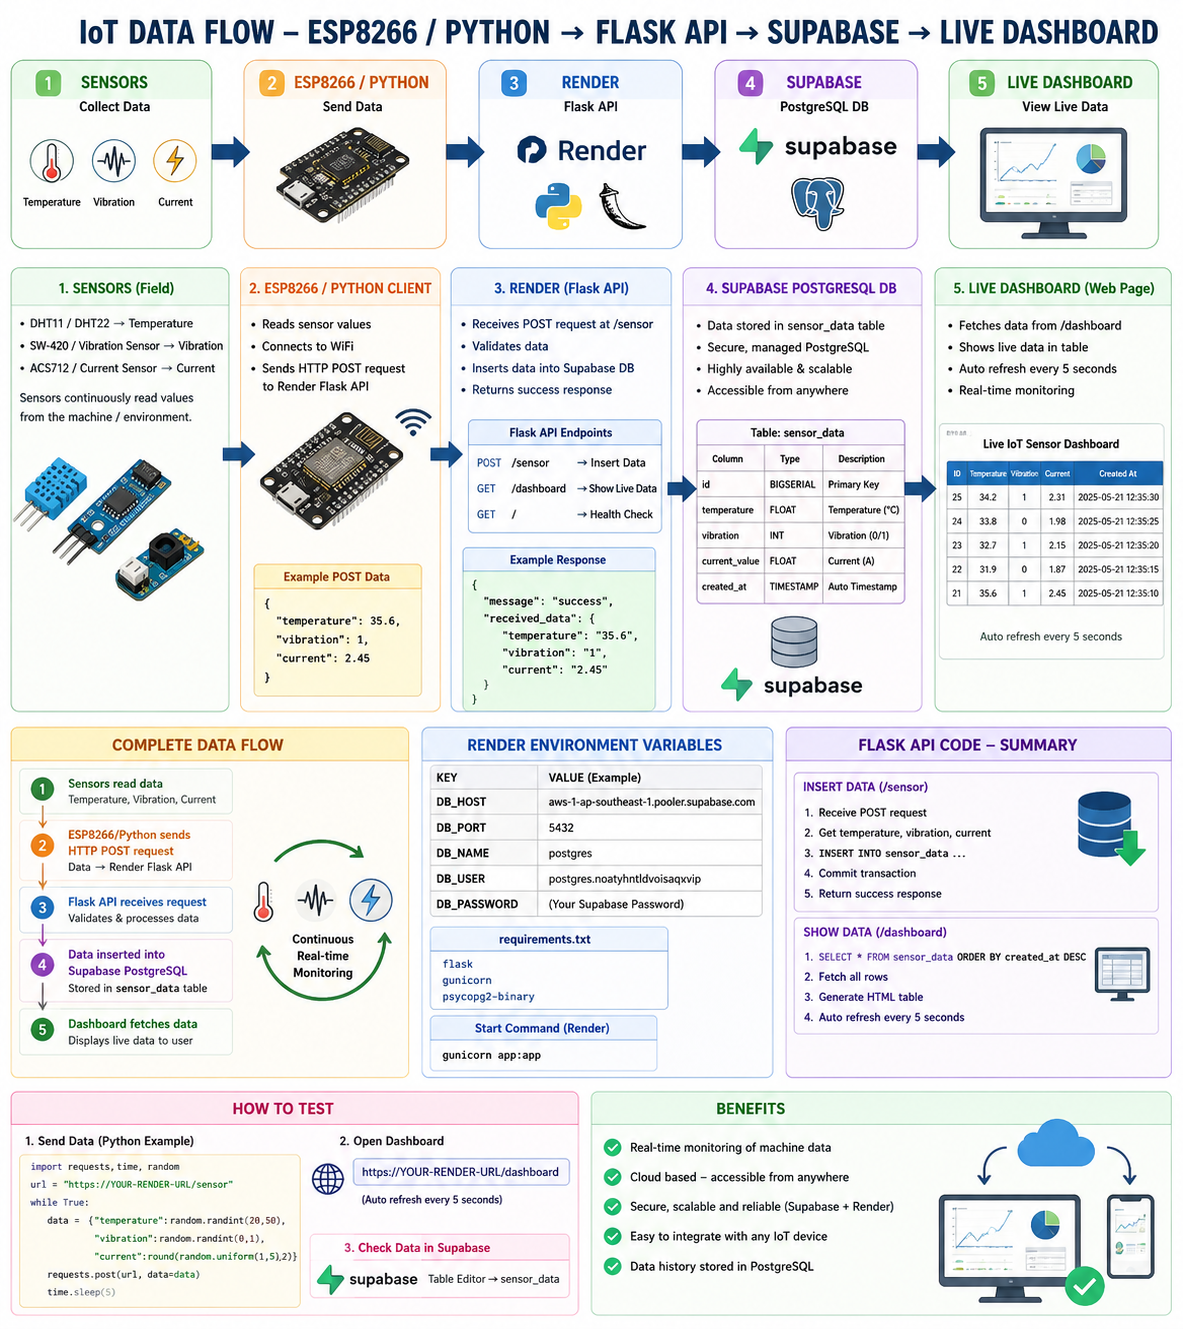 IoT DATA FLOW – ESP8266 / PYTHON → FLASK API → SUPABASE → LIVE DASHBOARD
1 SENSORS
Collect Data
Temperature Vibration Current
2 ESP8266 / PYTHON
Send Data
3 RENDER
Flask API
Render
4 SUPABASE
PostgreSQL DB
supabase
5 LIVE DASHBOARD
View Live Data
1. SENSORS (Field)
• DHT11 / DHT22 → Temperature
• SW-420 / Vibration Sensor → Vibration
• ACS712 / Current Sensor → Current
Sensors continuously read values
from the machine / environment.
2. ESP8266 / PYTHON CLIENT
• Reads sensor values
• Connects to WiFi
• Sends HTTP POST request
to Render Flask API
Example POST Data
{
"temperature": 35.6,
"vibration": 1,
"current": 2.45
}
3. RENDER (Flask API)
• Receives POST request at /sensor
• Validates data
• Inserts data into Supabase DB
• Returns success response
Flask API Endpoints
POST /sensor → Insert Data
GET /dashboard → Show Live Data
GET / → Health Check
Example Response
{
"message": "success",
"received_data": {
"temperature": "35.6",
"vibration": "1",
"current": "2.45"
}
}
4. SUPABASE POSTGRESQL DB
• Data stored in sensor_data table
• Secure, managed PostgreSQL
• Highly available & scalable
• Accessible from anywhere
Table: sensor_data
Column Type Description
id BIGSERIAL Primary Key
temperature FLOAT Temperature (°C)
vibration INT Vibration (0/1)
current_value FLOAT Current (A)
created_at TIMESTAMP Auto Timestamp
supabase
5. LIVE DASHBOARD (Web Page)
• Fetches data from /dashboard
• Shows live data in table
• Auto refresh every 5 seconds
• Real-time monitoring
Live IoT Sensor Dashboard
ID Temperature Vibration Current Created At
25 34.2 1 2.31 2025-05-21 12:35:30
24 33.8 0 1.98 2025-05-21 12:35:25
23 32.7 1 2.15 2025-05-21 12:35:20
22 31.9 0 1.87 2025-05-21 12:35:15
21 35.6 1 2.45 2025-05-21 12:35:10
Auto refresh every 5 seconds
COMPLETE DATA FLOW
1 Sensors read data
Temperature, Vibration, Current
2 ESP8266/Python sends
HTTP POST request
Data → Render Flask API
3 Flask API receives request
Validates & processes data
4 Data inserted into
Supabase PostgreSQL
Stored in sensor_data table
5 Dashboard fetches data
Displays live data to user
Continuous
Real-time
Monitoring
RENDER ENVIRONMENT VARIABLES
KEY VALUE (Example)
DB_HOST aws-1-ap-southeast-1.pooler.supabase.com
DB_PORT 5432
DB_NAME postgres
DB_USER postgres.noatyhntldvoisaqxvip
DB_PASSWORD (Your Supabase Password)
requirements.txt
flask
gunicorn
psycopg2-binary
Start Command (Render)
gunicorn app:app
FLASK API CODE – SUMMARY
INSERT DATA (/sensor)
1. Receive POST request
2. Get temperature, vibration, current
3. INSERT INTO sensor_data ...
4. Commit transaction
5. Return success response
SHOW DATA (/dashboard)
1. SELECT * FROM sensor_data ORDER BY created_at DESC
2. Fetch all rows
3. Generate HTML table
4. Auto refresh every 5 seconds
HOW TO TEST
1. Send Data (Python Example)
import requests, time, random
url = "https://YOUR-RENDER-URL/sensor"
while True:
data = {"temperature": random.randint(20,50),
"vibration": random.randint(0,1),
"current": round(random.uniform(1,5),2)}
requests.post(url, data=data)
time.sleep(5)
2. Open Dashboard
https://YOUR-RENDER-URL/dashboard
(Auto refresh every 5 seconds)
3. Check Data in Supabase
supabase Table Editor → sensor_data
BENEFITS
Real-time monitoring of machine data
Cloud based – accessible from anywhere
Secure, scalable and reliable (Supabase + Render)
Easy to integrate with any IoT device
Data history stored in PostgreSQL